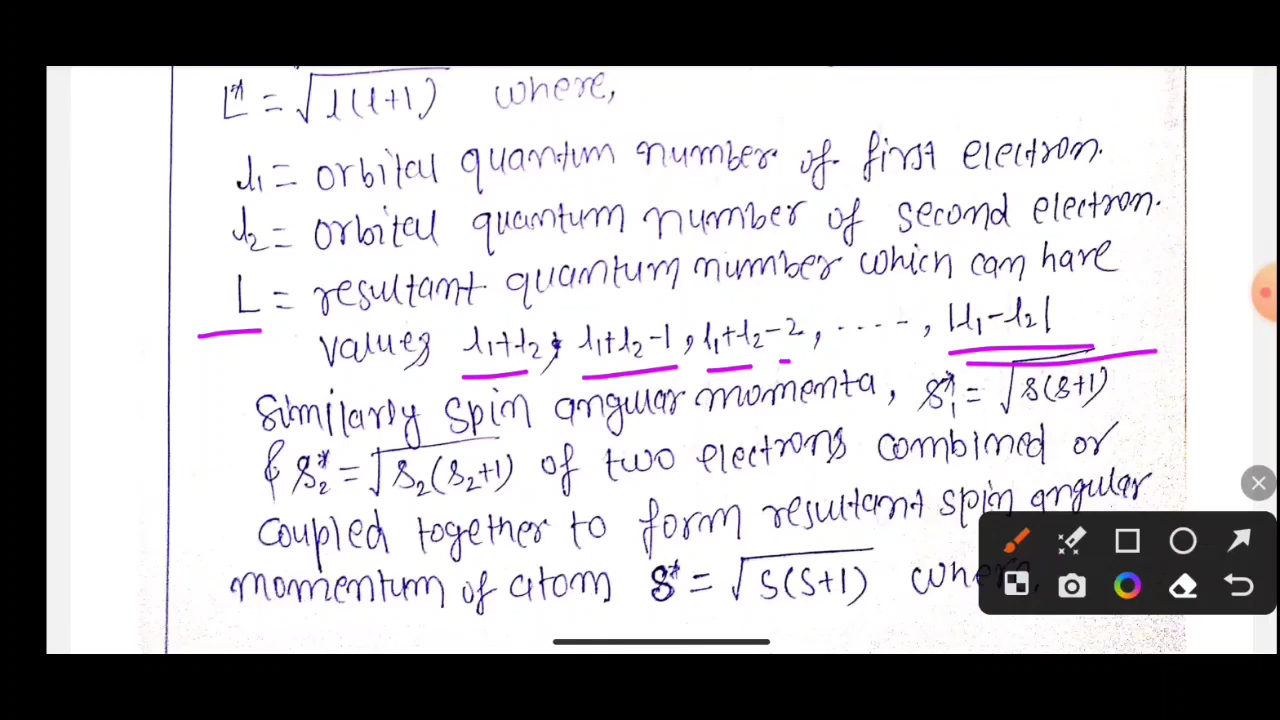 L* = √l(l+1) where,
l₁ = orbital quantum number of first electron.
l₂ = orbital quantum number of second electron.
L = resultant quantum number which can have
values l₁+l₂, l₁+l₂-1, l₁+l₂-2, ....., |l₁-l₂|
Similarly spin angular momenta, s₁* = √s(s+1)
& s₂* = √s₂(s₂+1) of two electrons combined or
coupled together to form resultant spin angular
momentum of atom S* = √S(S+1) where,